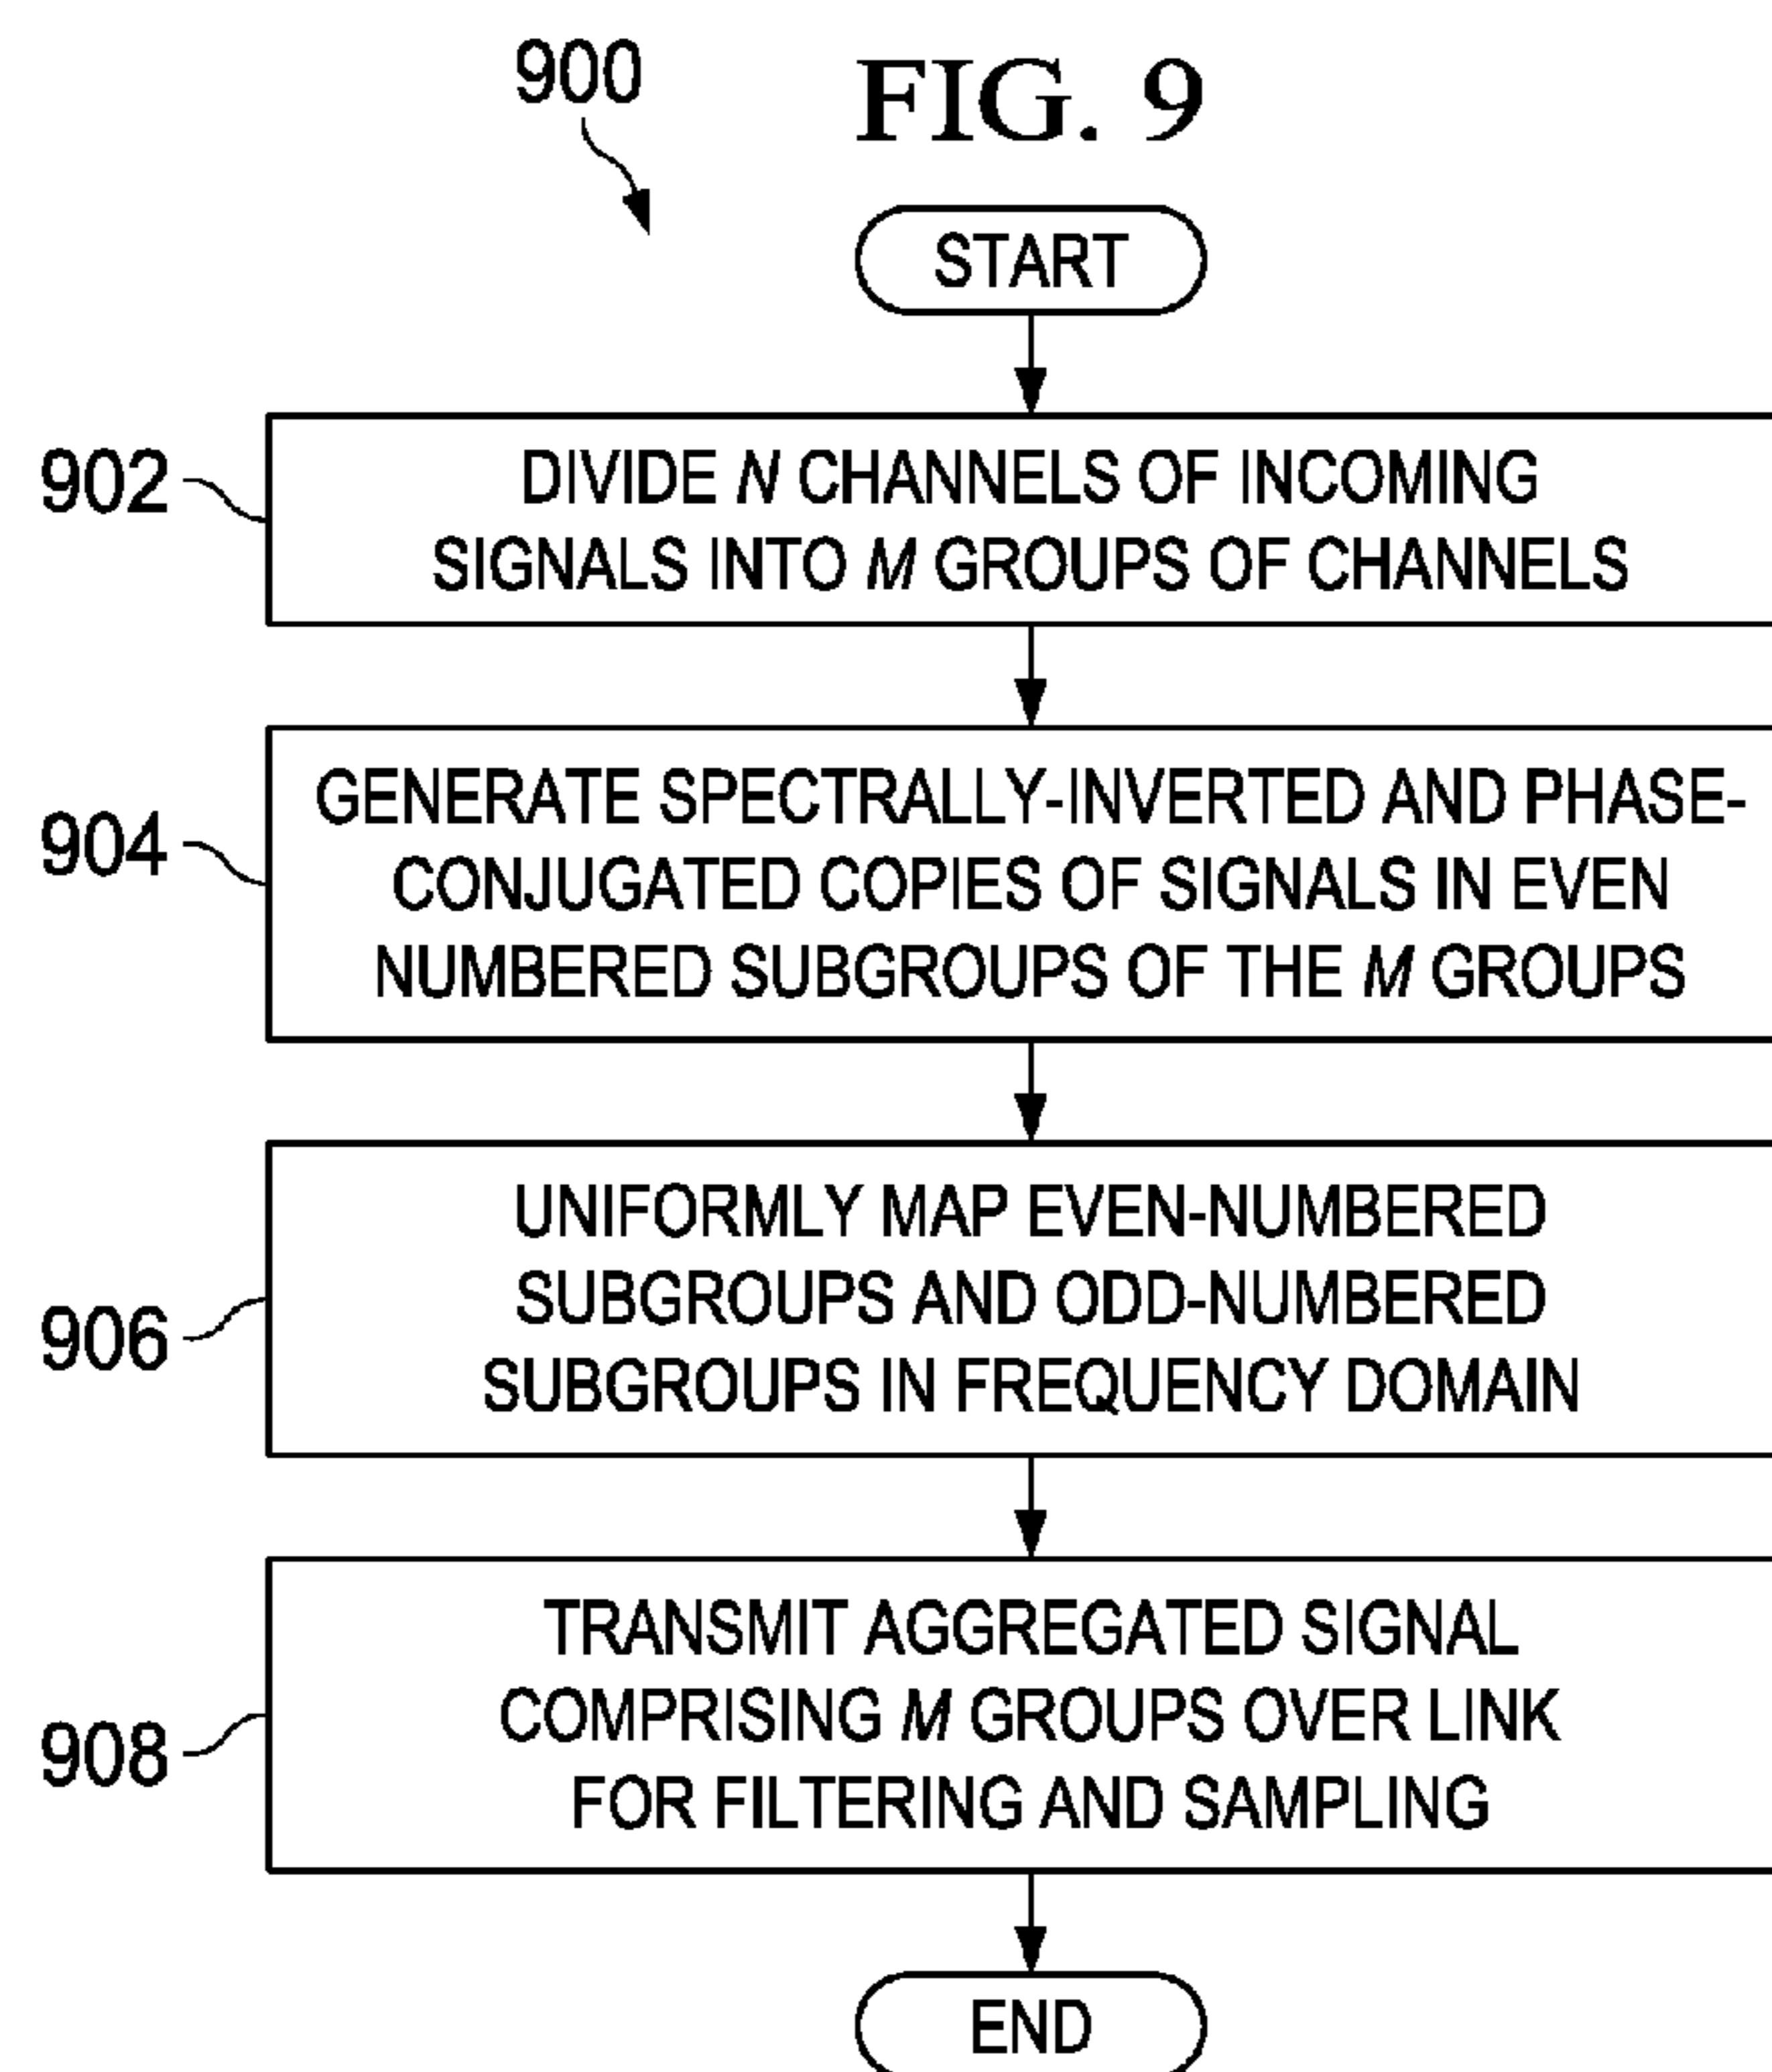 900
FIG. 9
START
902
DIVIDE N CHANNELS OF INCOMING
SIGNALS INTO M GROUPS OF CHANNELS
904
GENERATE SPECTRALLY-INVERTED AND PHASE-
CONJUGATED COPIES OF SIGNALS IN EVEN
NUMBERED SUBGROUPS OF THE M GROUPS
906
UNIFORMLY MAP EVEN-NUMBERED
SUBGROUPS AND ODD-NUMBERED
SUBGROUPS IN FREQUENCY DOMAIN
908
TRANSMIT AGGREGATED SIGNAL
COMPRISING M GROUPS OVER LINK
FOR FILTERING AND SAMPLING
END